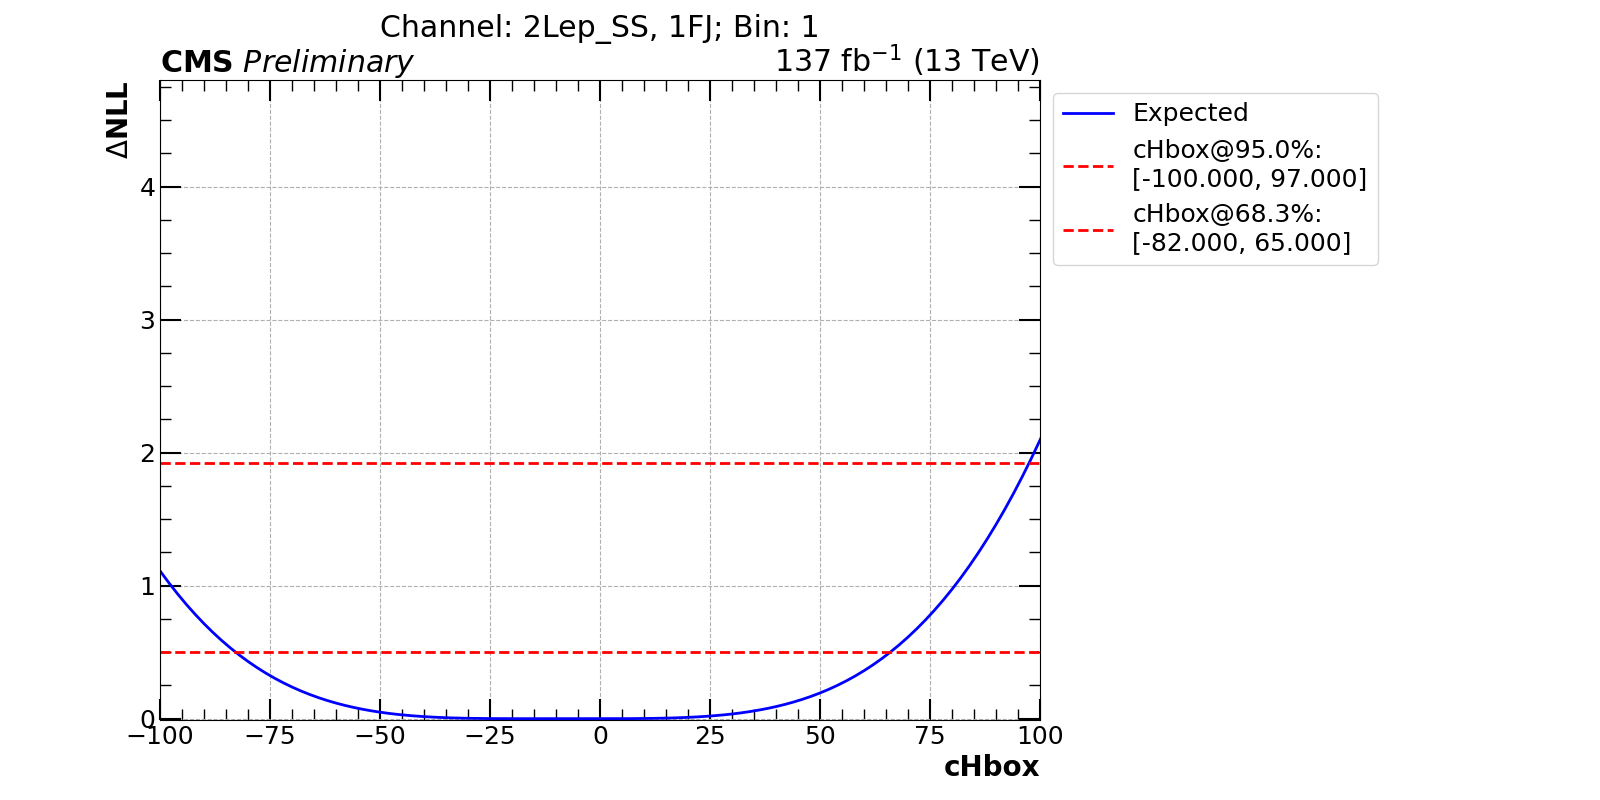 Channel: 2Lep_SS, 1FJ; Bin: 1
CMS Preliminary 137 fb⁻¹ (13 TeV)
ΔNLL
4
3
2
1
0
−100 −75 −50 −25 0 25 50 75 100
cHbox
Expected
cHbox@95.0%:
[-100.000, 97.000]
cHbox@68.3%:
[-82.000, 65.000]